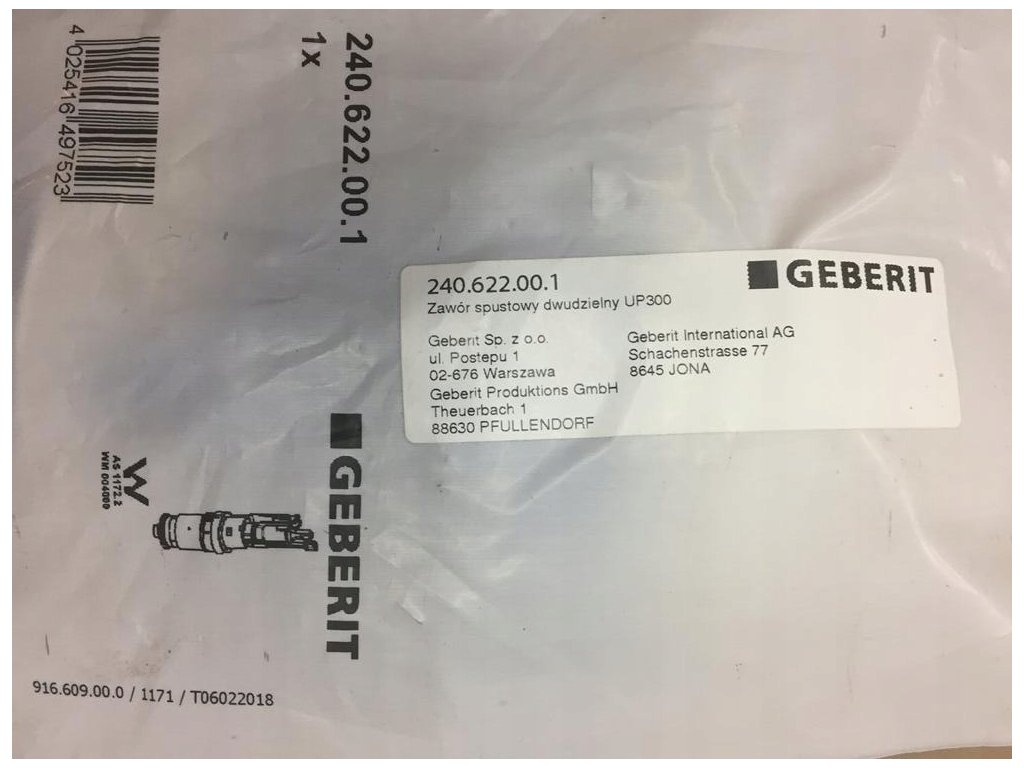 4 025416 497523
240.622.00.1
1x
240.622.00.1
Zawór spustowy dwudzielny UP300
GEBERIT
Geberit Sp. z o.o.
ul. Postepu 1
02-676 Warszawa
Geberit Produktions GmbH
Theuerbach 1
88630 PFULLENDORF
Geberit International AG
Schachenstrasse 77
8645 JONA
GEBERIT
W
AS 1172.2
WM 004009
916.609.00.0 / 1171 / T06022018